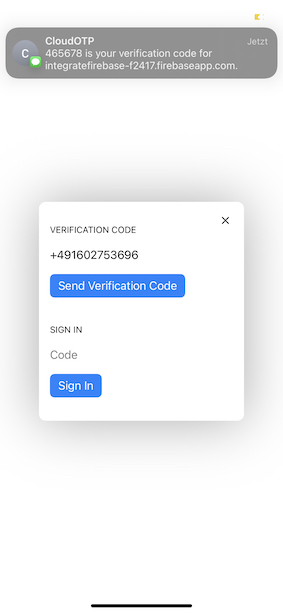 CloudOTP
Jetzt
465678 is your verification code for
integratefirebase-f2417.firebaseapp.com.
C
VERIFICATION CODE
+491602753696
Send Verification Code
SIGN IN
Code
Sign In